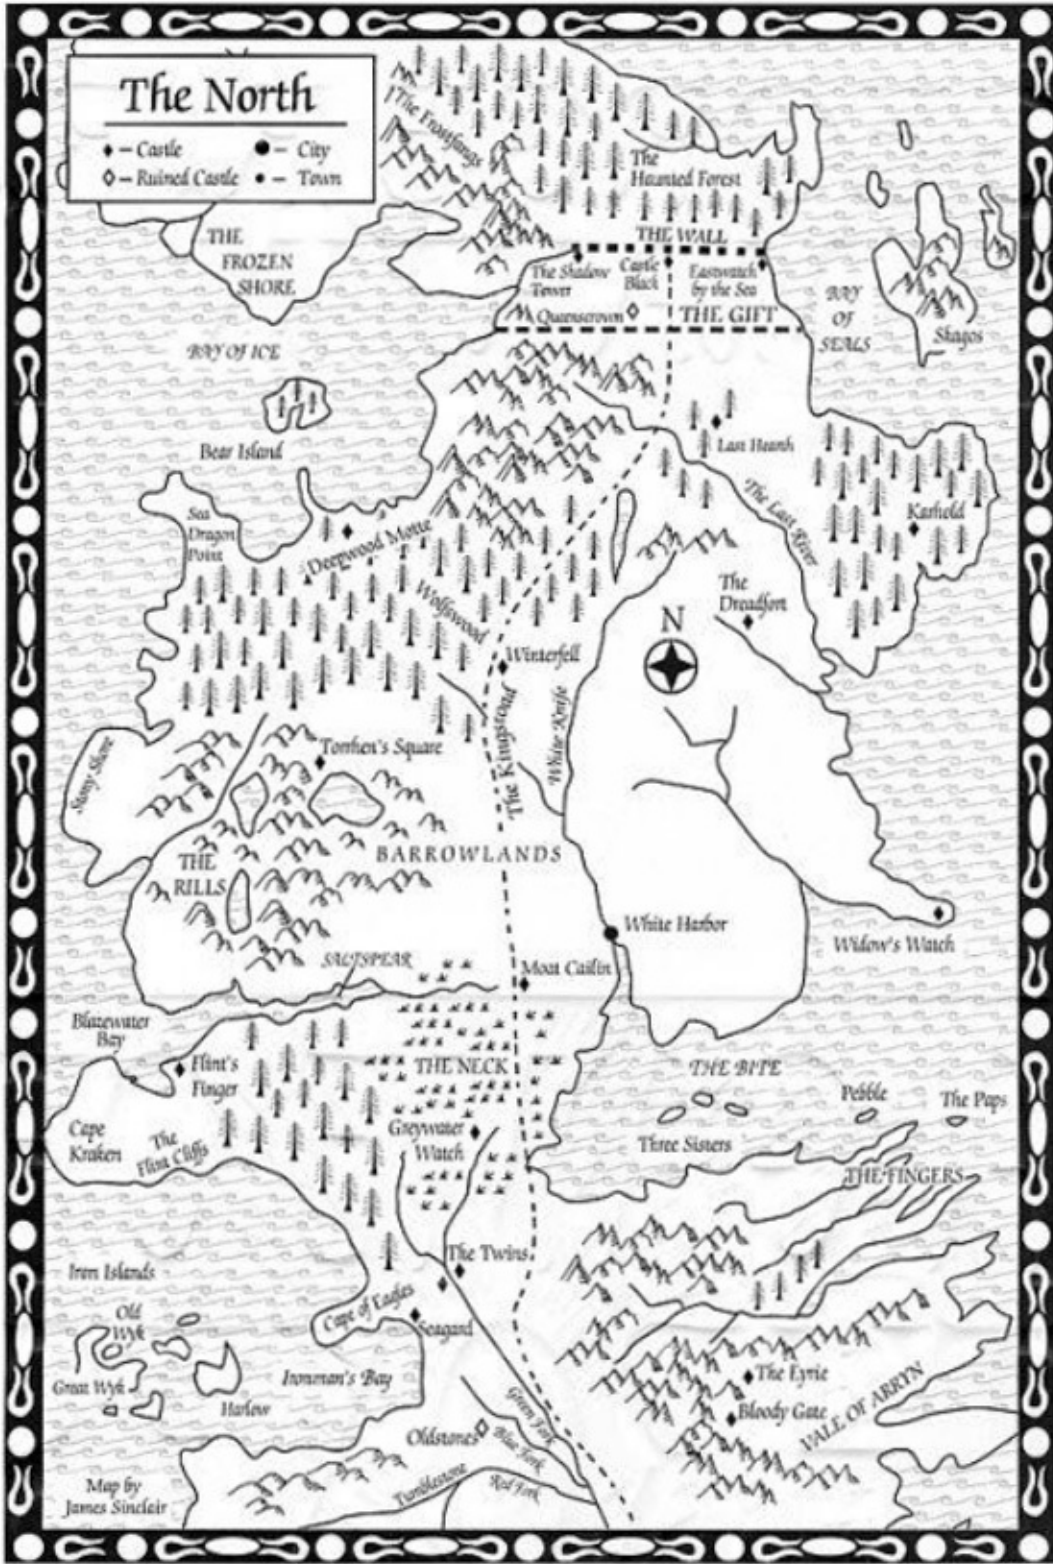 The North
– Castle
– City
– Ruined Castle
– Town
The Frostfangs
The
Haunted Forest
THE WALL
THE
FROZEN
SHORE
The Shadow
Tower
Castle
Black
Eastwatch
by the Sea
Queenscrown
THE GIFT
BAY
OF
SEALS
Skagos
BAY OF ICE
Bear Island
Last Hearth
The Last River
Karhold
Sea
Dragon
Point
Deepwood Motte
Wolfswood
The
Dreadfort
N
Winterfell
The Kingsroad
White Knife
Stony Shore
Torrhen's Square
BARROWLANDS
THE
RILLS
White Harbor
Widow's Watch
SALTSPEAR
Moat Cailin
Blazewater
Bay
Flint's
Finger
THE NECK
THE BITE
Pebble
The Paps
Cape
Kraken
The
Flint Cliffs
Greywater
Watch
Three Sisters
THE FINGERS
The Twins
Iron Islands
Cape of Eagles
Seagard
Old
Wyk
Great Wyk
Harlow
Ironman's Bay
The Eyrie
Bloody Gate
VALE OF ARRYN
Oldstones
Green Fork
Blue Fork
Red Fork
Tumblestone
Map by
James Sinclair